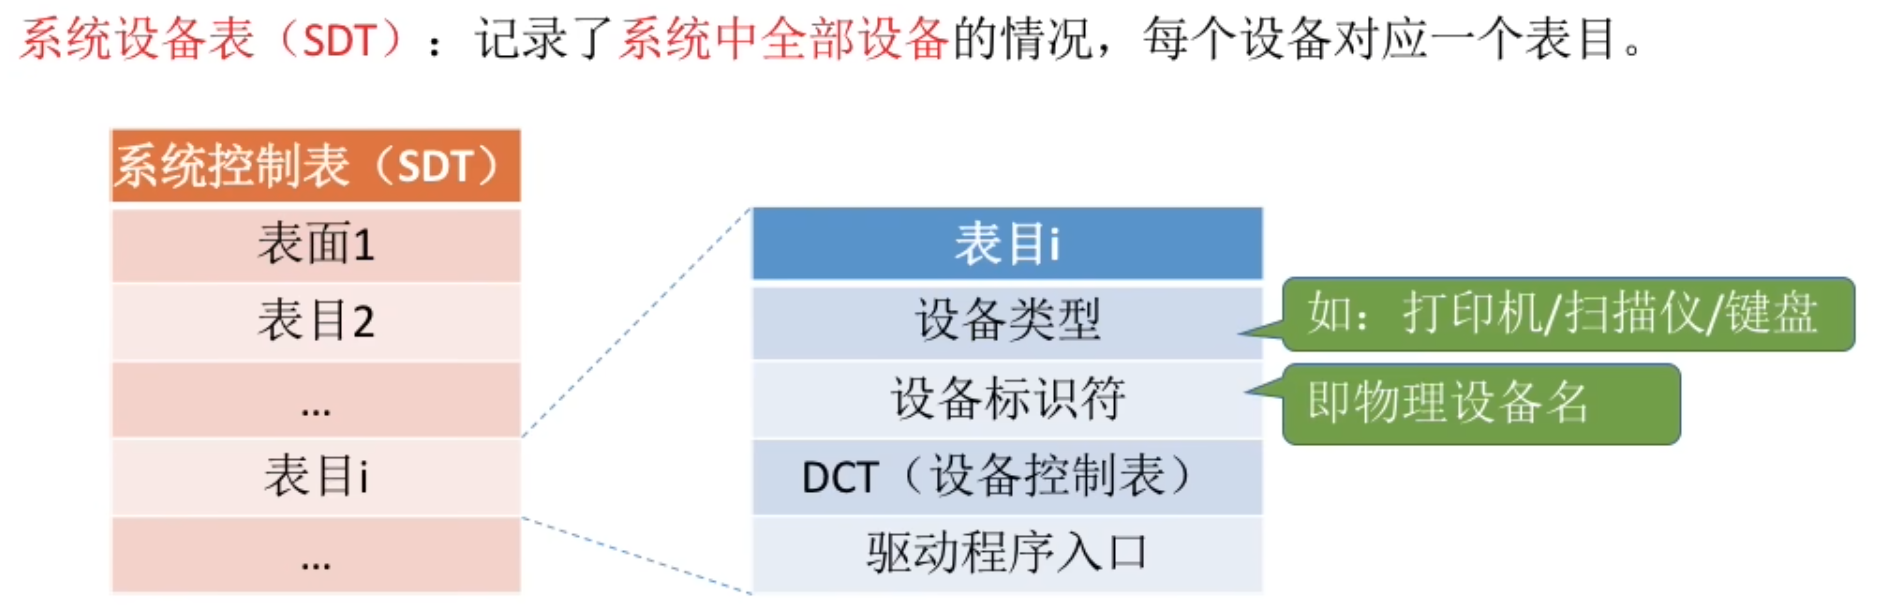 系统设备表（SDT）：记录了系统中全部设备的情况，每个设备对应一个表目。
系统控制表（SDT）
表面1
表目2
...
表目i
...
表目i
设备类型
设备标识符
DCT（设备控制表）
驱动程序入口
如：打印机/扫描仪/键盘
即物理设备名